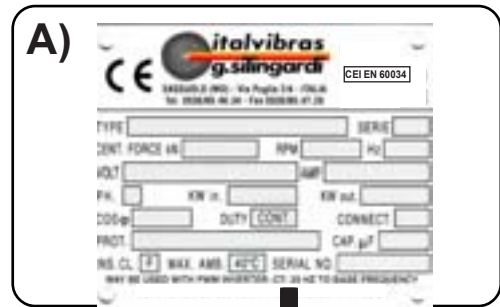 A)
italvibras
g.silingardi
CE
CEI EN 60034
SASSUOLO (MO) - Via Puglia - ITALIA
TYPE SERIE
CENT. FORCE kN RPM Hz
VOLT AMP
PH. KW in. KW out.
COSφ DUTY CONT. CONNECT
PROT. CAP. µF
INS. CL. F MAX. AMB. 40°C SERIAL NO.
MAY BE USED WITH PWM INVERTER-CT: 20 HZ TO BASE FREQUENCY